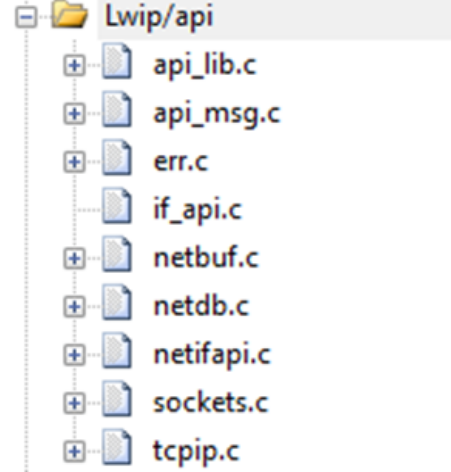 Lwip/api
api_lib.c
api_msg.c
err.c
if_api.c
netbuf.c
netdb.c
netifapi.c
sockets.c
tcpip.c